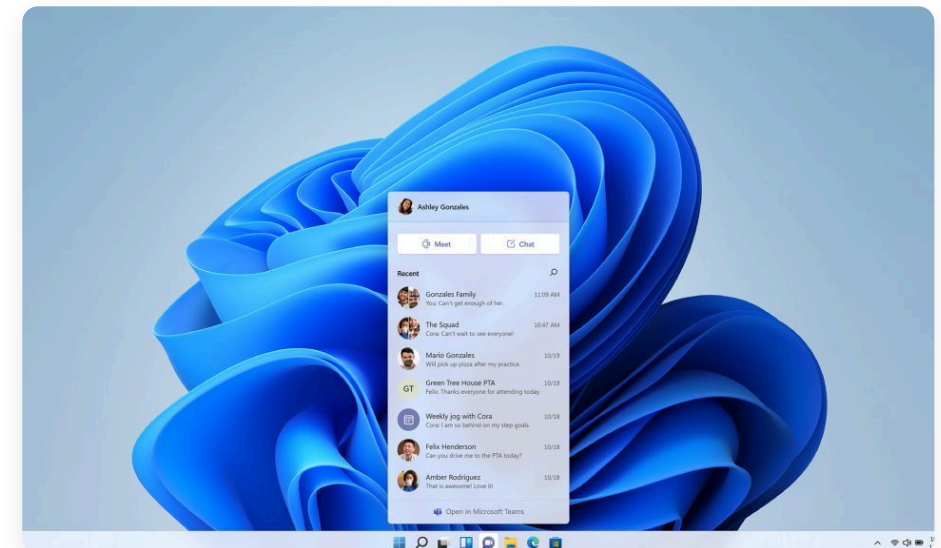 Ashley Gonzales
Meet
Chat
Recent
Gonzales Family 11:09 AM
You: Can't get enough of her.
The Squad 10:47 AM
Cora: Can't wait to see everyone!
Mario Gonzales 10/19
Will pick up pizza after my practice.
GT
Green Tree House PTA 10/19
Felix: Thanks everyone for attending today.
Weekly jog with Cora 10/18
Cora: I am so behind on my step goals
Felix Henderson 10/18
Can you drive me to the PTA today?
Amber Rodriguez 10/18
That is awesome! Love it!
Open in Microsoft Teams